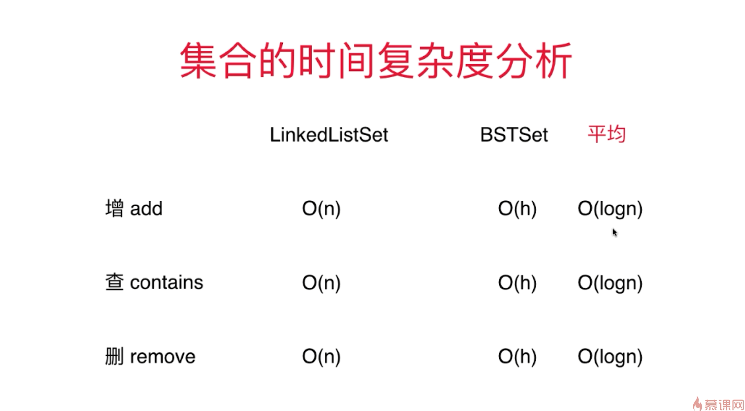 集合的时间复杂度分析
LinkedListSet BSTSet 平均
增 add O(n) O(h) O(logn)
查 contains O(n) O(h) O(logn)
删 remove O(n) O(h) O(logn)
慕课网